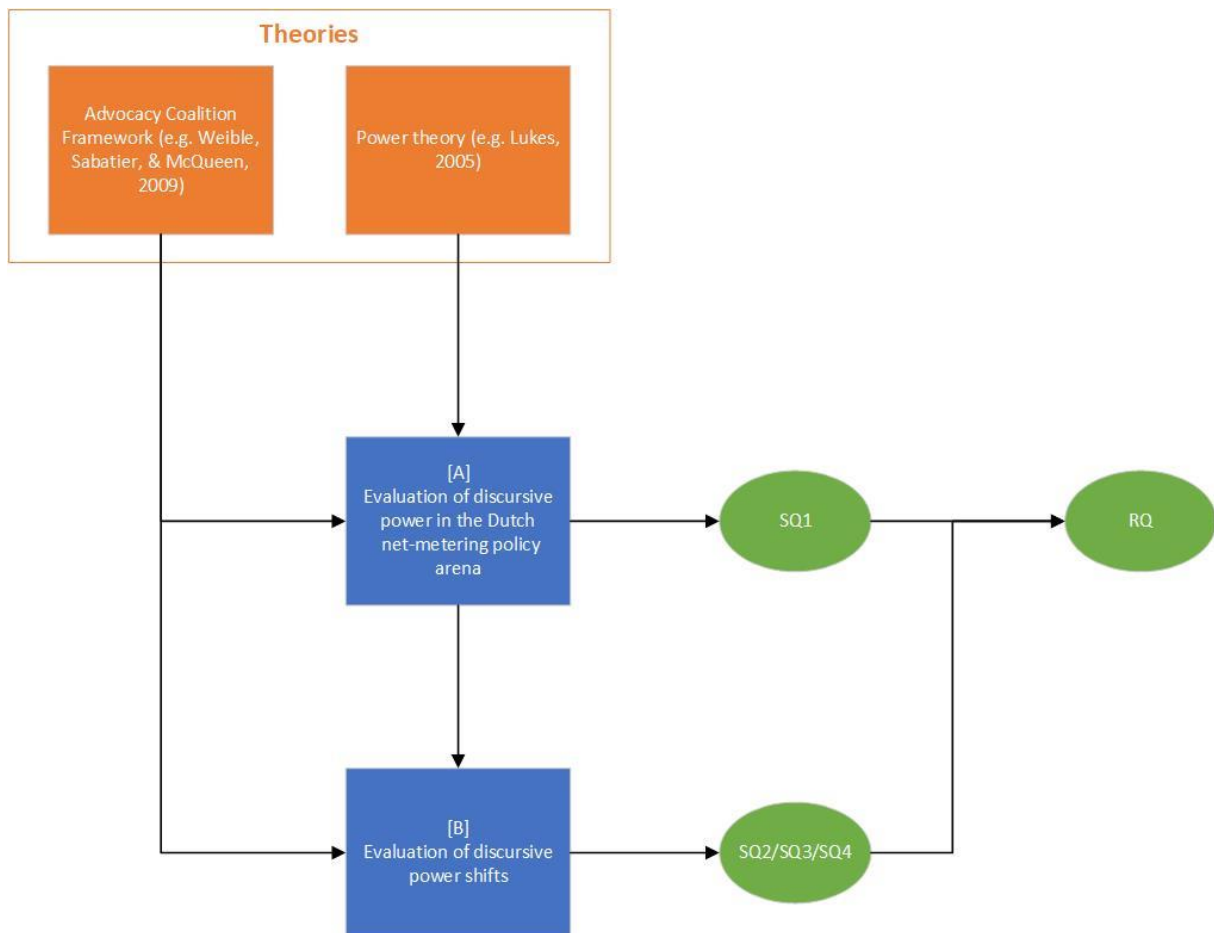 Theories
Advocacy Coalition
Framework (e.g. Weible,
Sabatier, & McQueen,
2009)
Power theory (e.g. Lukes,
2005)
[A]
Evaluation of discursive
power in the Dutch
net-metering policy
arena
SQ1
RQ
[B]
Evaluation of discursive
power shifts
SQ2/SQ3/SQ4